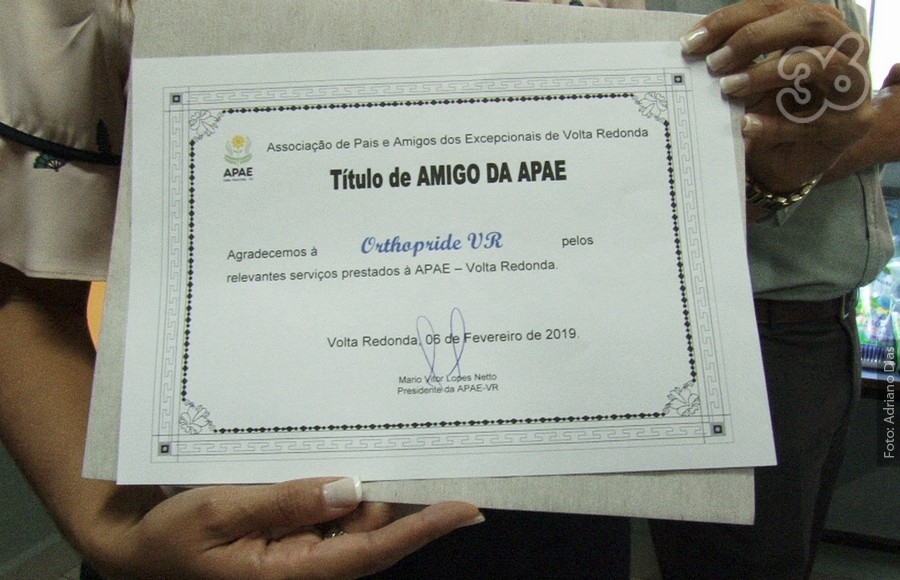 36
Associação de Pais e Amigos dos Excepcionais de Volta Redonda
APAE
Título de AMIGO DA APAE
Agradecemos à Orthopride VR pelos
relevantes serviços prestados à APAE – Volta Redonda.
Volta Redonda, 06 de Fevereiro de 2019.
Mario Vitor Lopes Netto
Presidente da APAE-VR
Foto: Adriano Dias